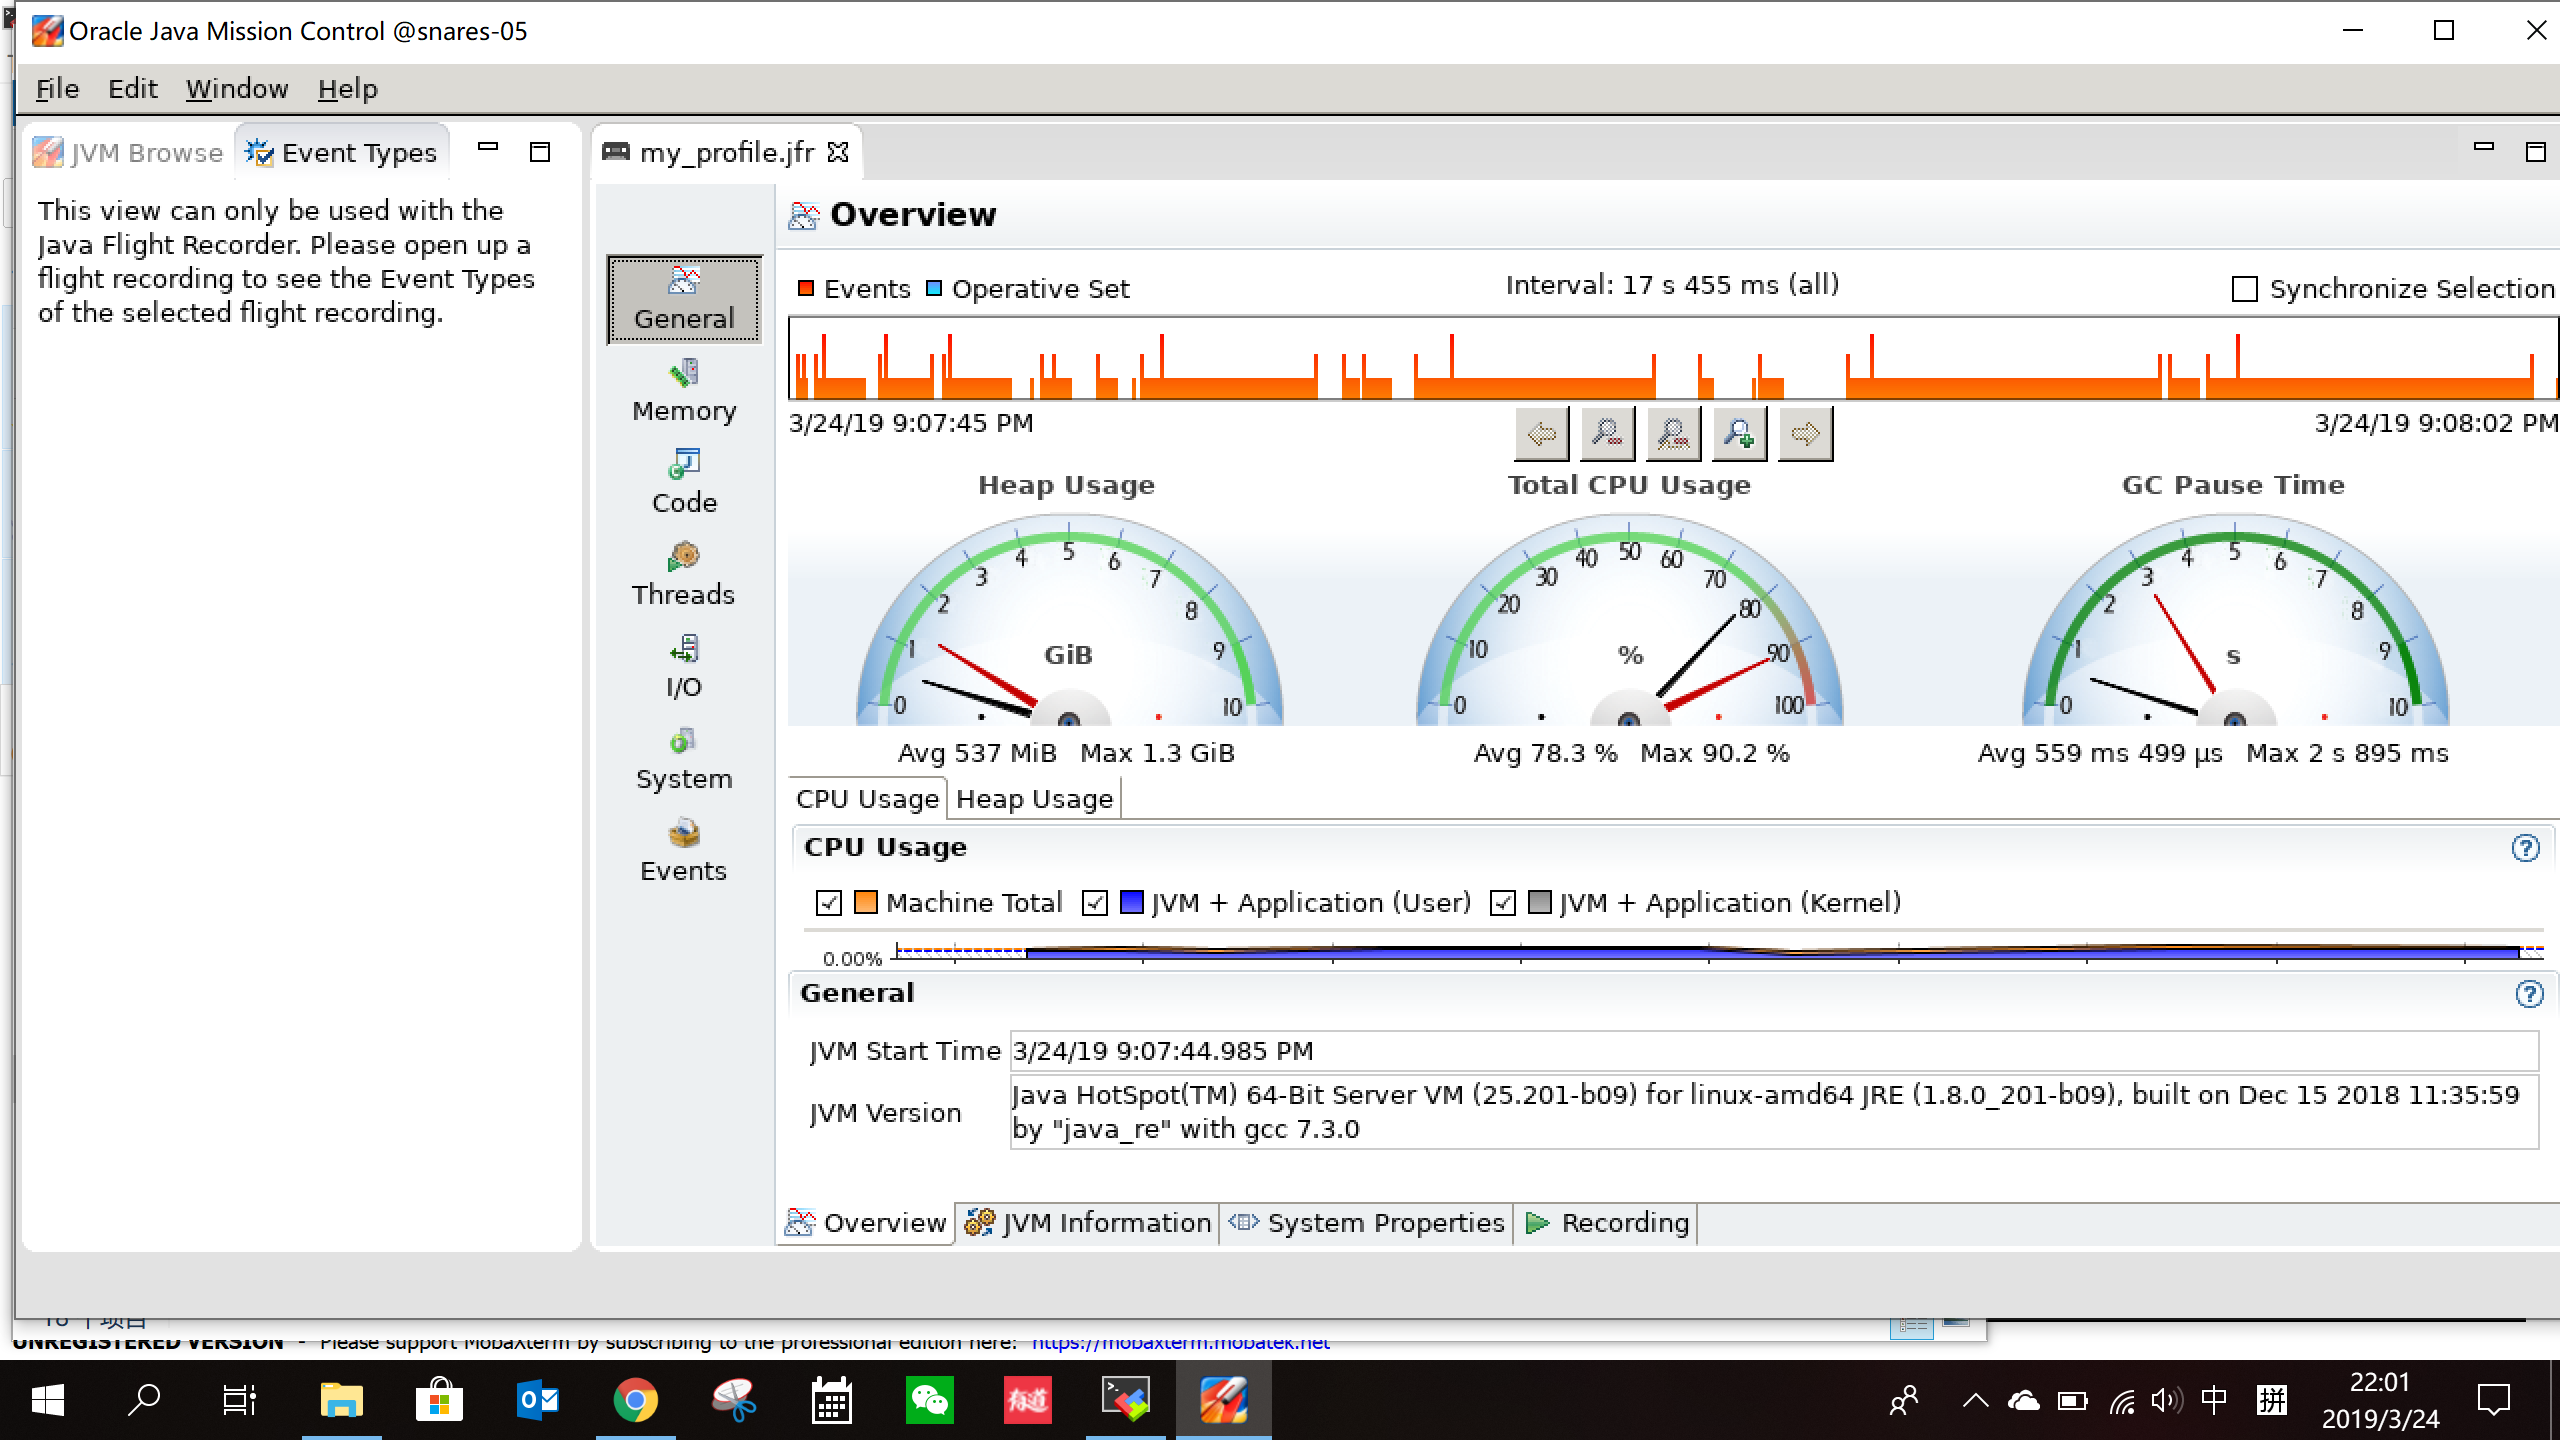 Oracle Java Mission Control @snares-05
File Edit Window Help
JVM Browse Event Types
my_profile.jfr
This view can only be used with the
Java Flight Recorder. Please open up a
flight recording to see the Event Types
of the selected flight recording.
General
Memory
Code
Threads
I/O
System
Events
Overview
Events Operative Set
Interval: 17 s 455 ms (all)
Synchronize Selection
3/24/19 9:07:45 PM
3/24/19 9:08:02 PM
Heap Usage
0 1 2 3 4 5 6 7 8 9 10
GiB
Avg 537 MiB Max 1.3 GiB
Total CPU Usage
0 10 20 30 40 50 60 70 80 90 100
%
Avg 78.3 % Max 90.2 %
GC Pause Time
0 1 2 3 4 5 6 7 8 9 10
s
Avg 559 ms 499 µs Max 2 s 895 ms
CPU Usage Heap Usage
CPU Usage
Machine Total JVM + Application (User) JVM + Application (Kernel)
0.00%
General
JVM Start Time 3/24/19 9:07:44.985 PM
JVM Version
Java HotSpot(TM) 64-Bit Server VM (25.201-b09) for linux-amd64 JRE (1.8.0_201-b09), built on Dec 15 2018 11:35:59
by "java_re" with gcc 7.3.0
Overview JVM Information System Properties Recording
UNREGISTERED VERSION - Please support MobaXterm by subscribing to the professional edition here: https://mobaxterm.mobatek.net
有道
中
拼
22:01
2019/3/24